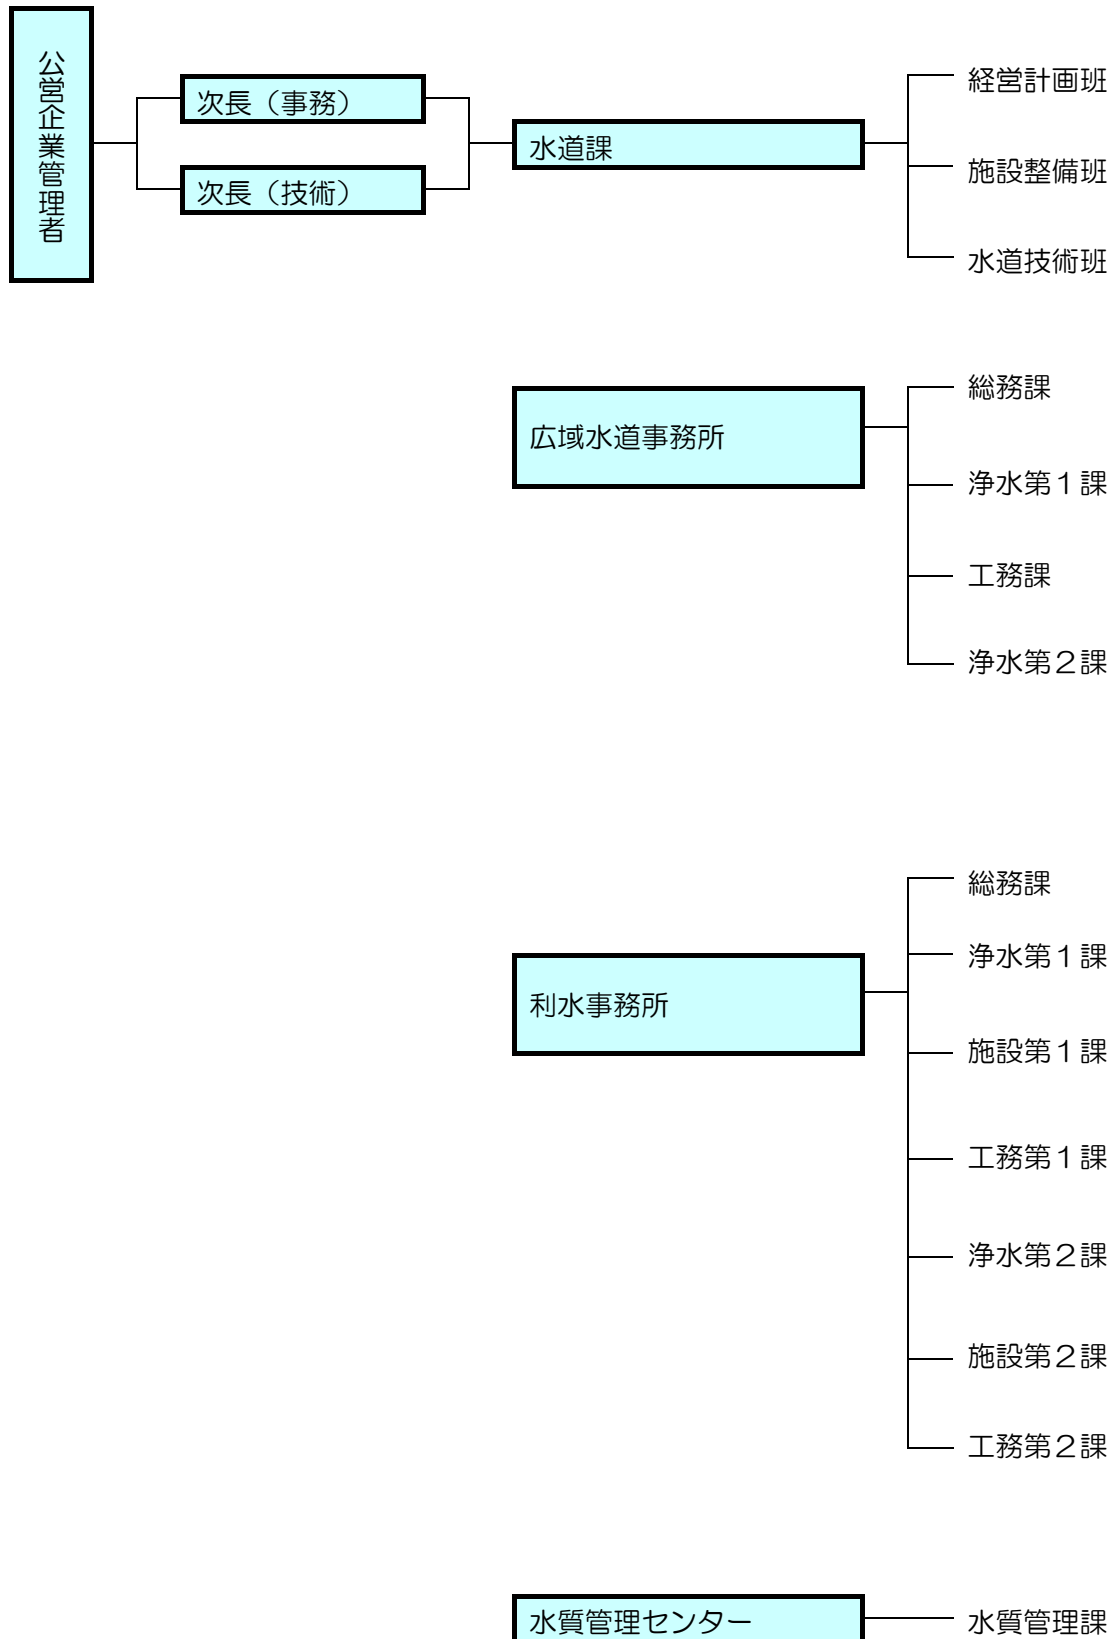 公営企業管理者
次長（事務）
次長（技術）
水道課
経営計画班
施設整備班
水道技術班
広域水道事務所
総務課
浄水第１課
工務課
浄水第２課
利水事務所
総務課
浄水第１課
施設第１課
工務第１課
浄水第２課
施設第２課
工務第２課
水質管理センター
水質管理課